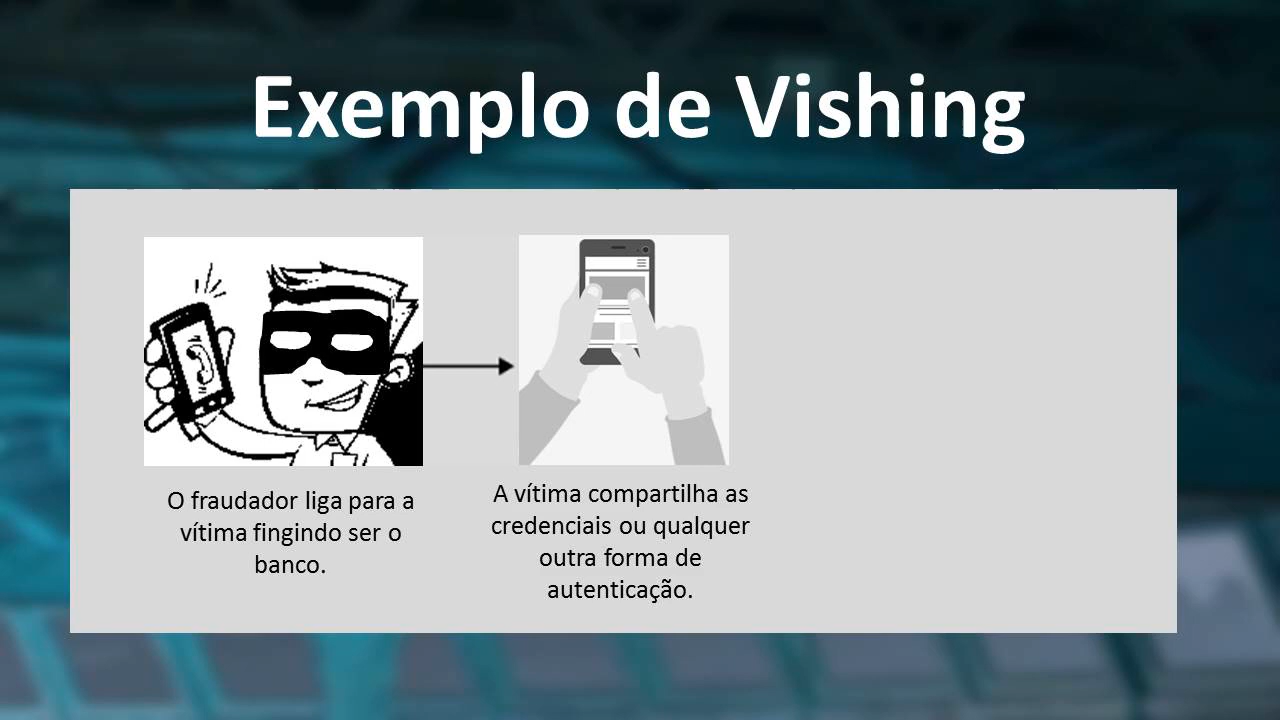 Exemplo de Vishing
O fraudador liga para a
vítima fingindo ser o
banco.
A vítima compartilha as
credenciais ou qualquer
outra forma de
autenticação.